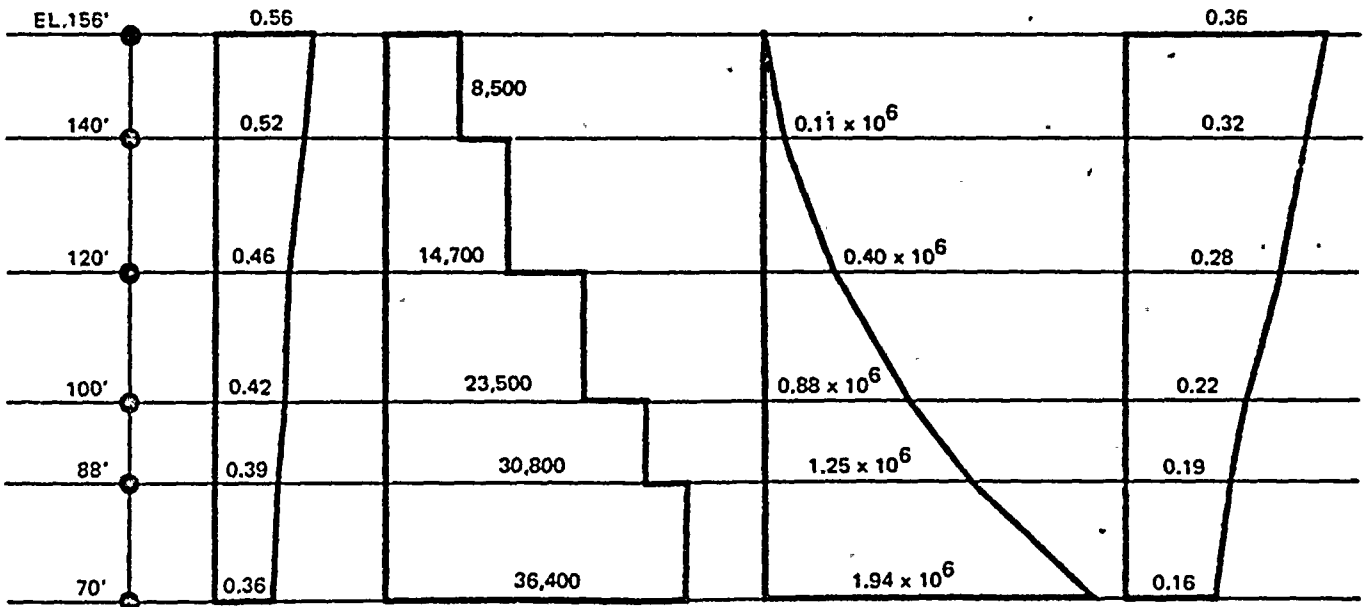 EL.156' 0.56 0.36
8,500
140' 0.52 0.11 x 10^6 0.32
120' 0.46 14,700 0.40 x 10^6 0.28
100' 0.42 23,500 0.88 x 10^6 0.22
88' 0.39 30,800 1.25 x 10^6 0.19
70' 0.36 36,400 1.94 x 10^6 0.16